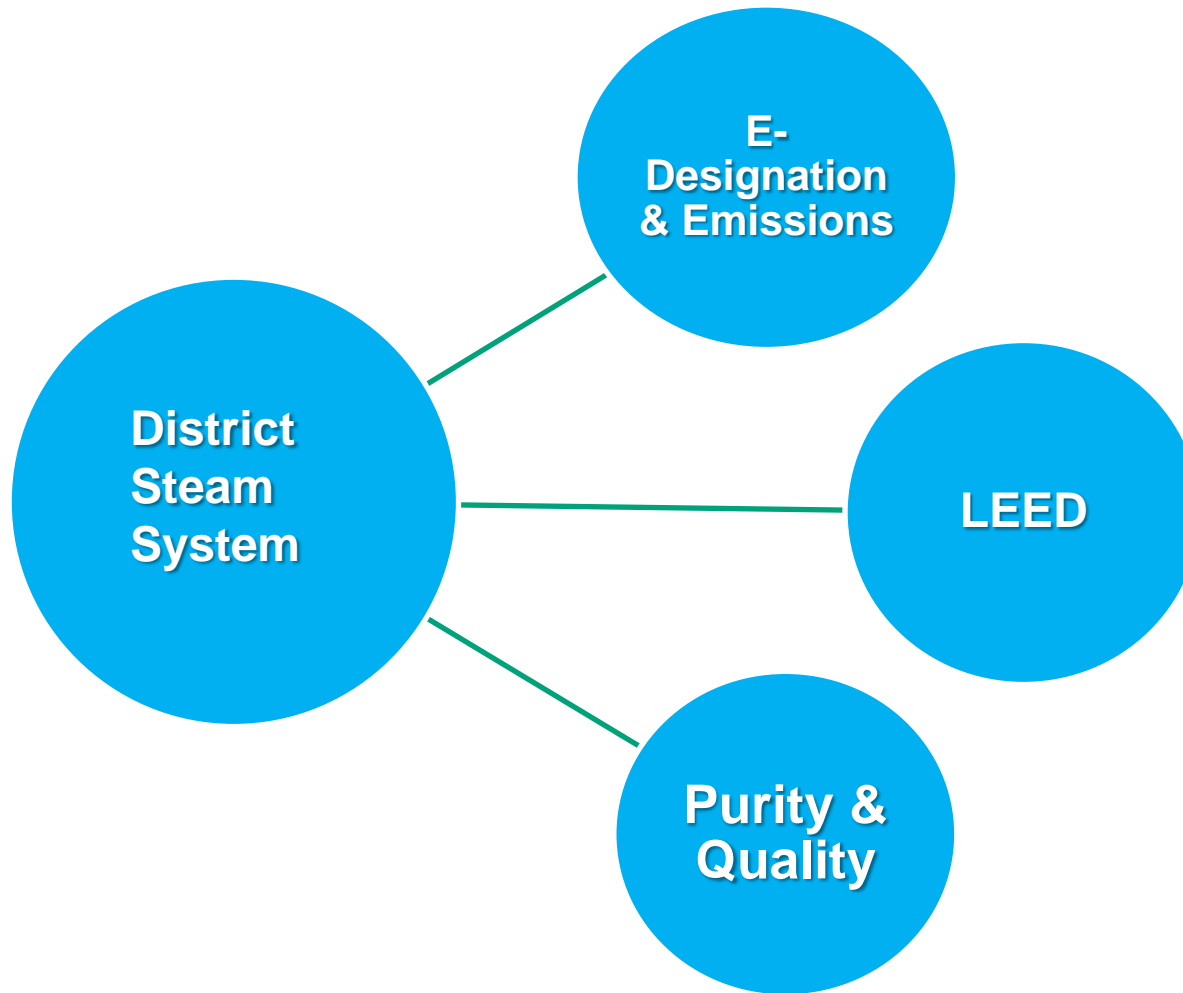 E-
Designation
& Emissions
District
Steam
System
LEED
Purity &
Quality